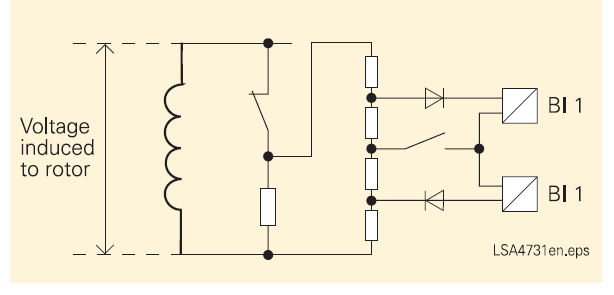 Voltage
induced
to rotor
BI 1
BI 1
LSA4731en.eps